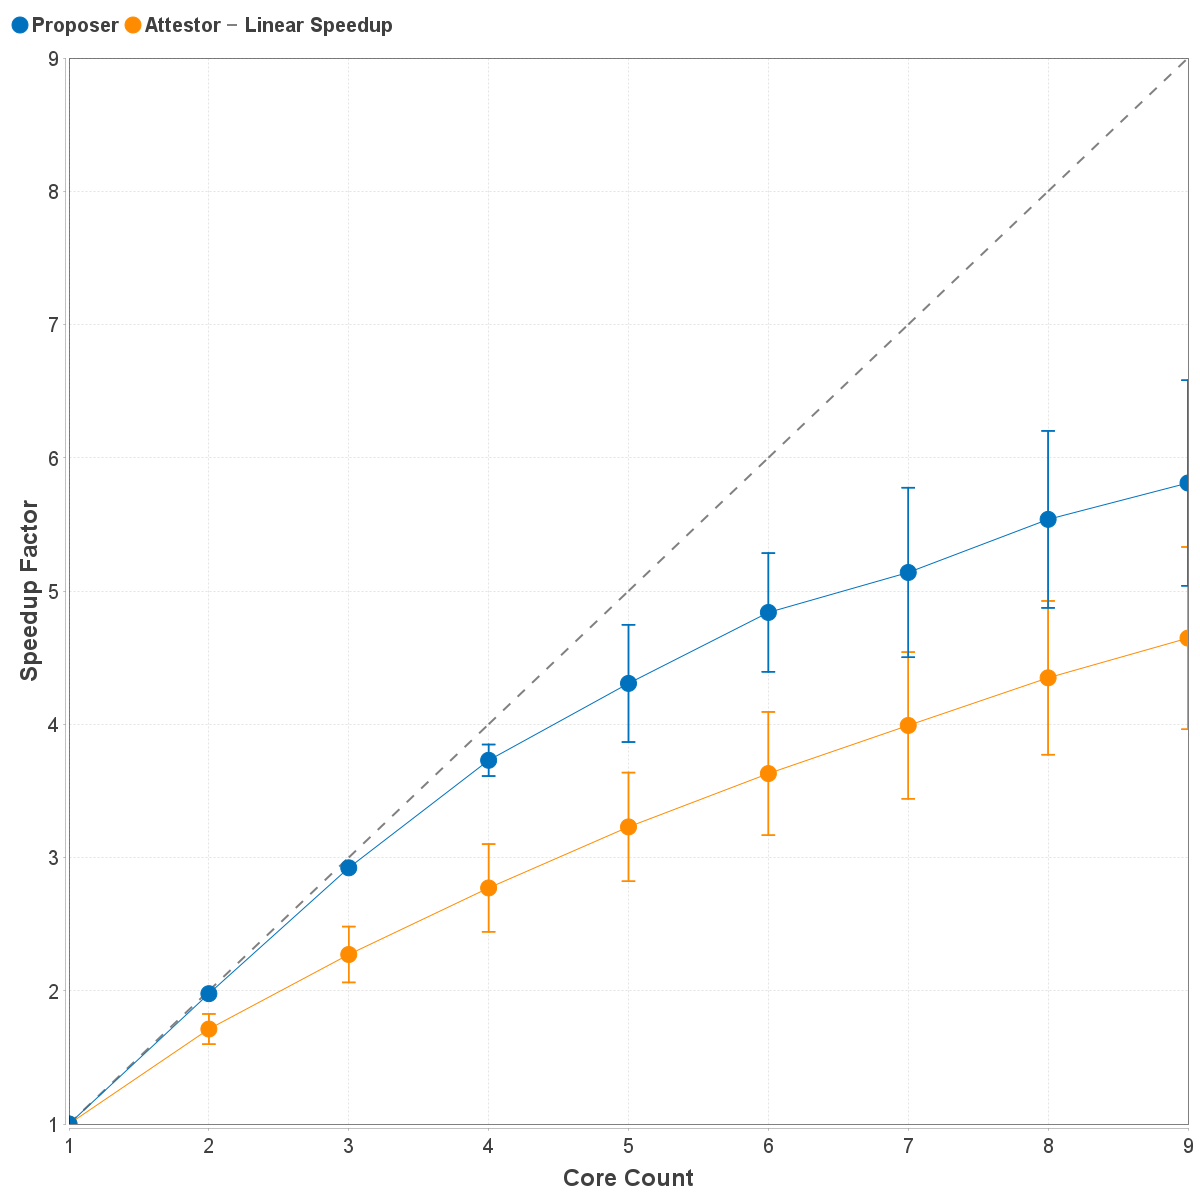 Proposer Attestor – Linear Speedup
9
8
7
6
5
4
3
2
1
Speedup Factor
1 2 3 4 5 6 7 8 9
Core Count